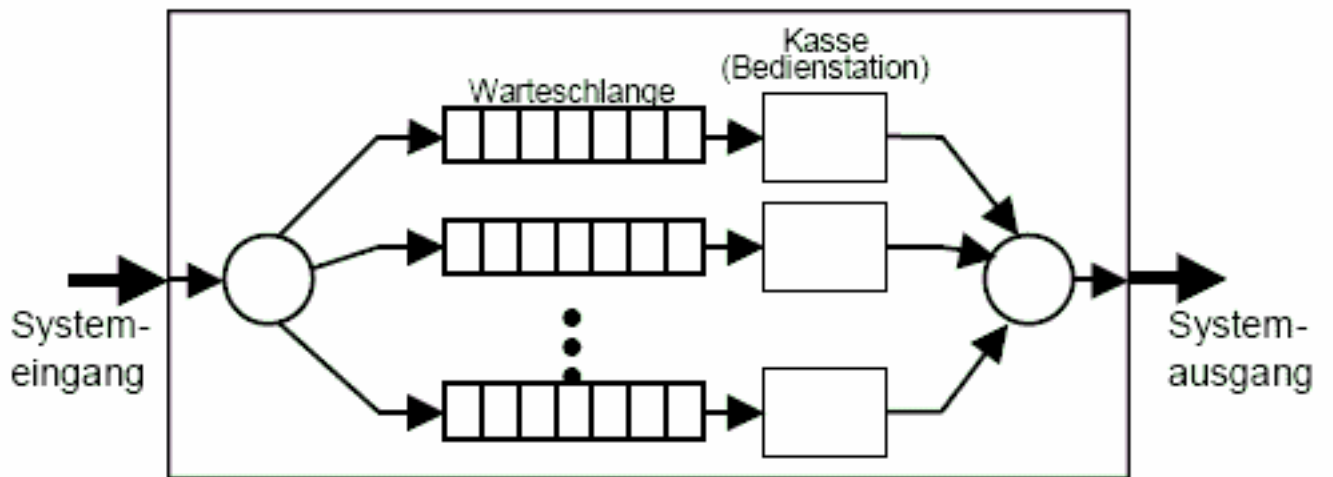 Kasse
(Bedienstation)
Warteschlange
System-
eingang
System-
ausgang